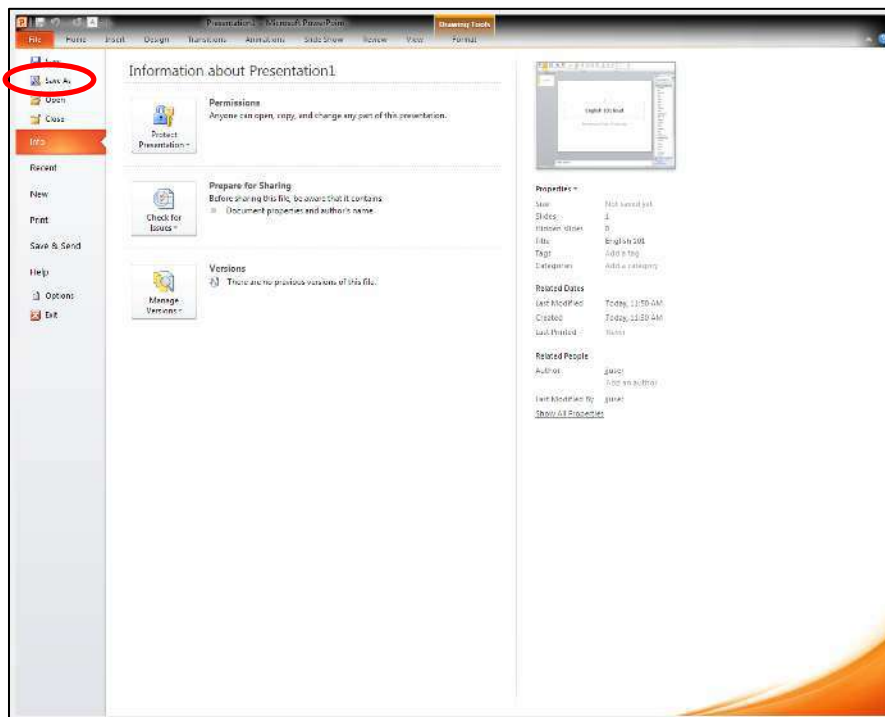 Presentation1 - Microsoft PowerPoint
Drawing Tools
File Home Insert Design Transitions Animations Slide Show Review View Format
Save
Save As
Open
Close
Info
Recent
New
Print
Save & Send
Help
Options
Exit
Information about Presentation1
Protect
Presentation
Permissions
Anyone can open, copy, and change any part of this presentation.
Check for
Issues
Prepare for Sharing
Before sharing this file, be aware that it contains:
Document properties and author's name
Manage
Versions
Versions
There are no previous versions of this file.
Properties
Size Not saved yet
Slides 1
Hidden slides 0
Title English 101
Tags Add a tag
Categories Add a category
Related Dates
Last Modified Today, 11:50 AM
Created Today, 11:50 AM
Last Printed Never
Related People
Author
Add an author
Last Modified By
Show All Properties